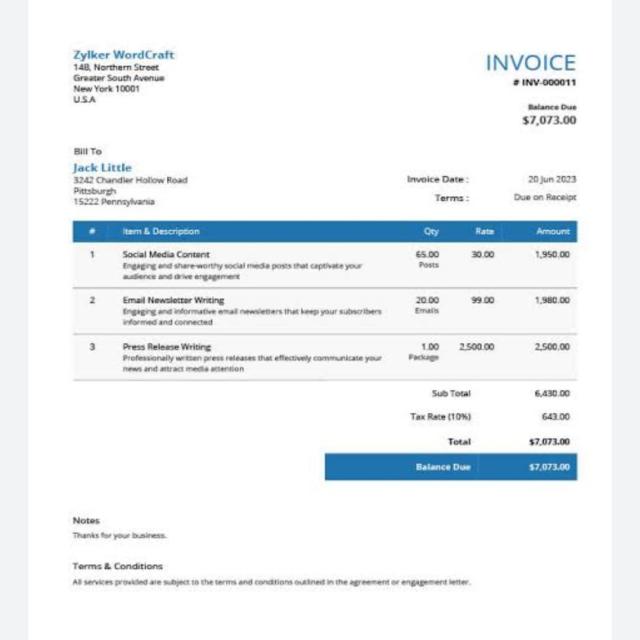 Zylker WordCraft
14B, Northern Street
Greater South Avenue
New York 10001
U.S.A
INVOICE
# INV-000011
Balance Due
$7,073.00
Bill To
Jack Little
3242 Chandler Hollow Road
Pittsburgh
15222 Pennsylvania
Invoice Date : 20 Jun 2023
Terms : Due on Receipt
# Item & Description Qty Rate Amount
1 Social Media Content 65.00 30.00 1,950.00
Engaging and share-worthy social media posts that captivate your Posts
audience and drive engagement
2 Email Newsletter Writing 20.00 99.00 1,980.00
Engaging and informative email newsletters that keep your subscribers Emails
informed and connected
3 Press Release Writing 1.00 2,500.00 2,500.00
Professionally written press releases that effectively communicate your Package
news and attract media attention
Sub Total 6,430.00
Tax Rate (10%) 643.00
Total $7,073.00
Balance Due $7,073.00
Notes
Thanks for your business.
Terms & Conditions
All services provided are subject to the terms and conditions outlined in the agreement or engagement letter.